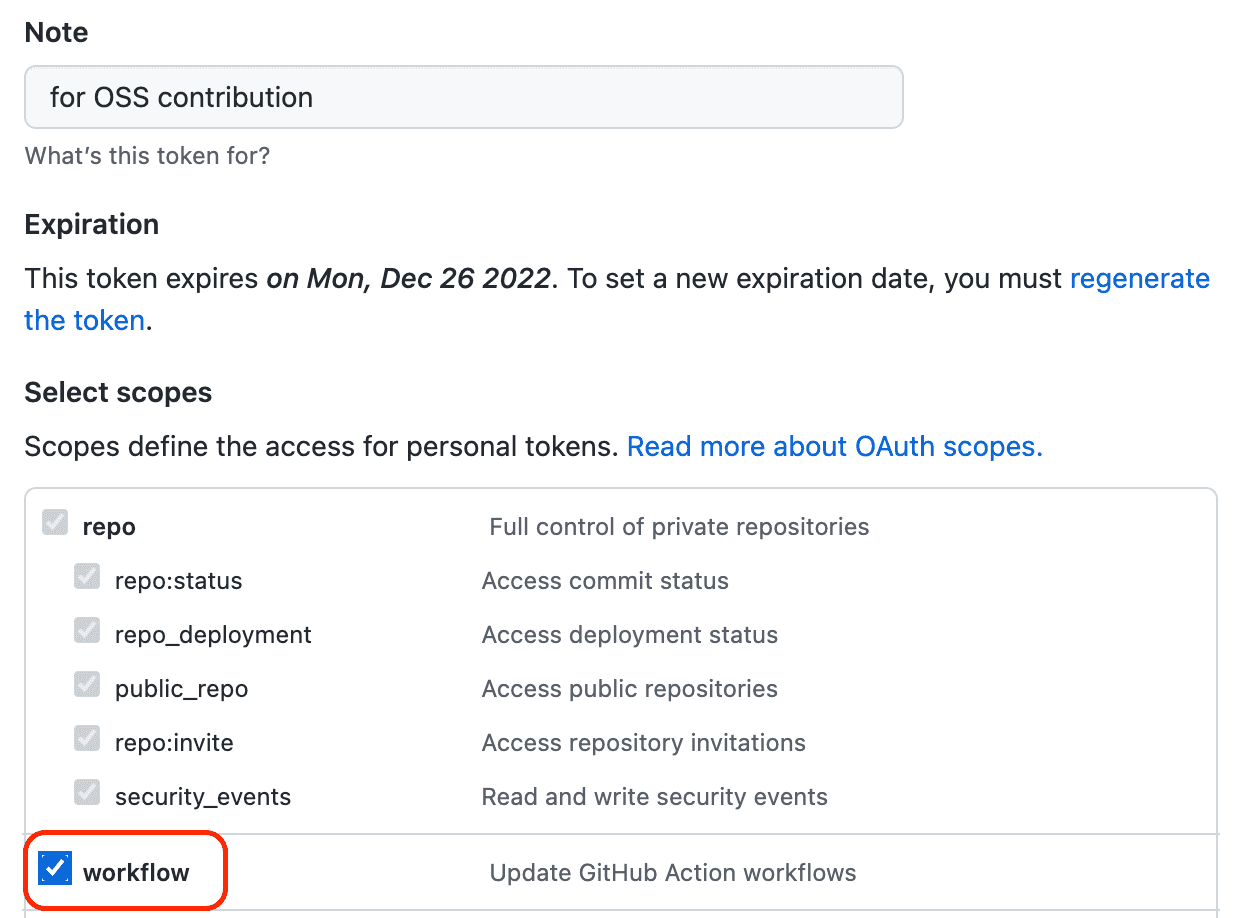 Note
for OSS contribution
What’s this token for?
Expiration
This token expires on Mon, Dec 26 2022. To set a new expiration date, you must regenerate
the token.
Select scopes
Scopes define the access for personal tokens. Read more about OAuth scopes.
repo Full control of private repositories
repo:status Access commit status
repo_deployment Access deployment status
public_repo Access public repositories
repo:invite Access repository invitations
security_events Read and write security events
workflow Update GitHub Action workflows